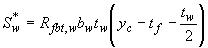 S*w = Rfbt,w bw tw ( yc − tf − tw/2 )